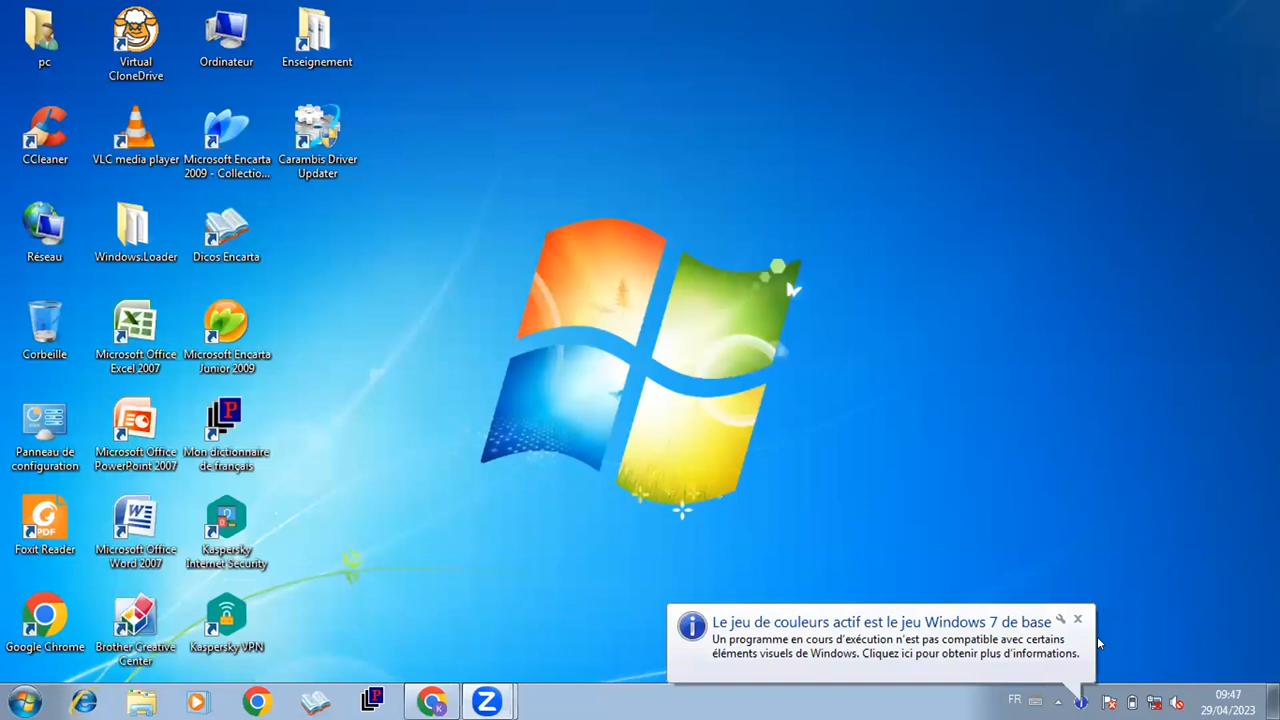 pc
Virtual
CloneDrive
Ordinateur
Enseignement
CCleaner
VLC media player
Microsoft Encarta
2009 - Collectio...
Carambis Driver
Updater
Réseau
Windows.Loader
Dicos Encarta
Corbeille
Microsoft Office
Excel 2007
Microsoft Encarta
Junior 2009
Panneau de
configuration
Microsoft Office
PowerPoint 2007
P
Mon dictionnaire
de français
PDF
Foxit Reader
Microsoft Office
Word 2007
Kaspersky
Internet Security
Google Chrome
Brother Creative
Center
Kaspersky VPN
Le jeu de couleurs actif est le jeu Windows 7 de base
Un programme en cours d'exécution n'est pas compatible avec certains
éléments visuels de Windows. Cliquez ici pour obtenir plus d'informations.
P
K
Z
FR
09:47
29/04/2023